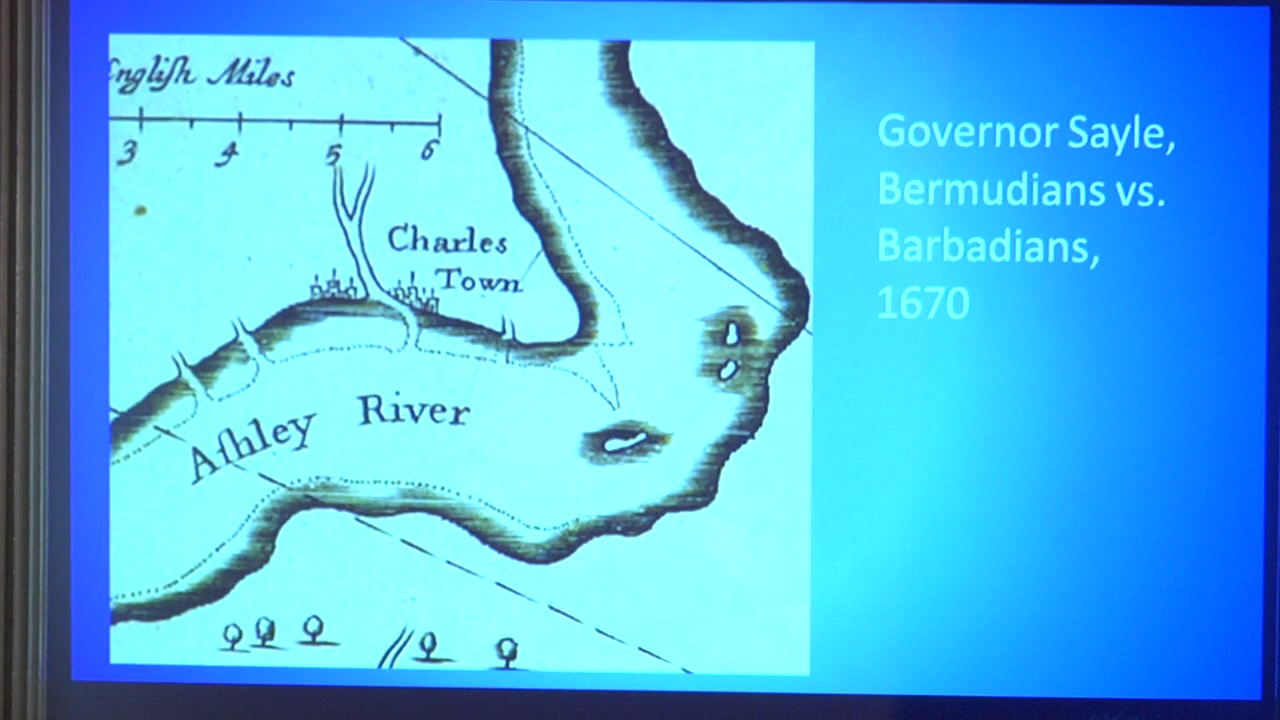 Engliſh Miles
3 4 5 6
Charles
Town
Aſhley River
Governor Sayle,
Bermudians vs.
Barbadians,
1670